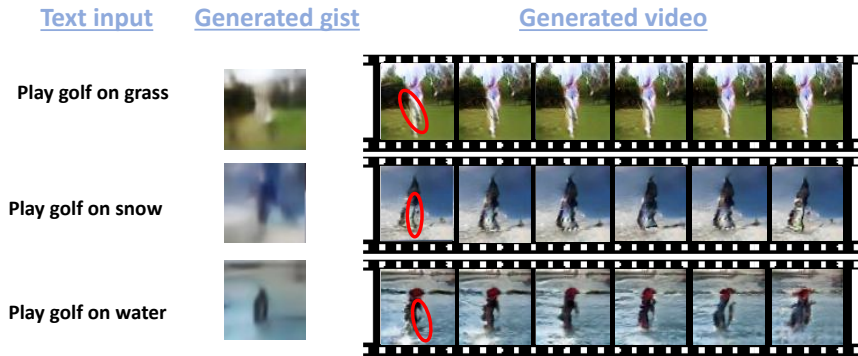 Text input Generated gist Generated video
Play golf on grass
Play golf on snow
Play golf on water